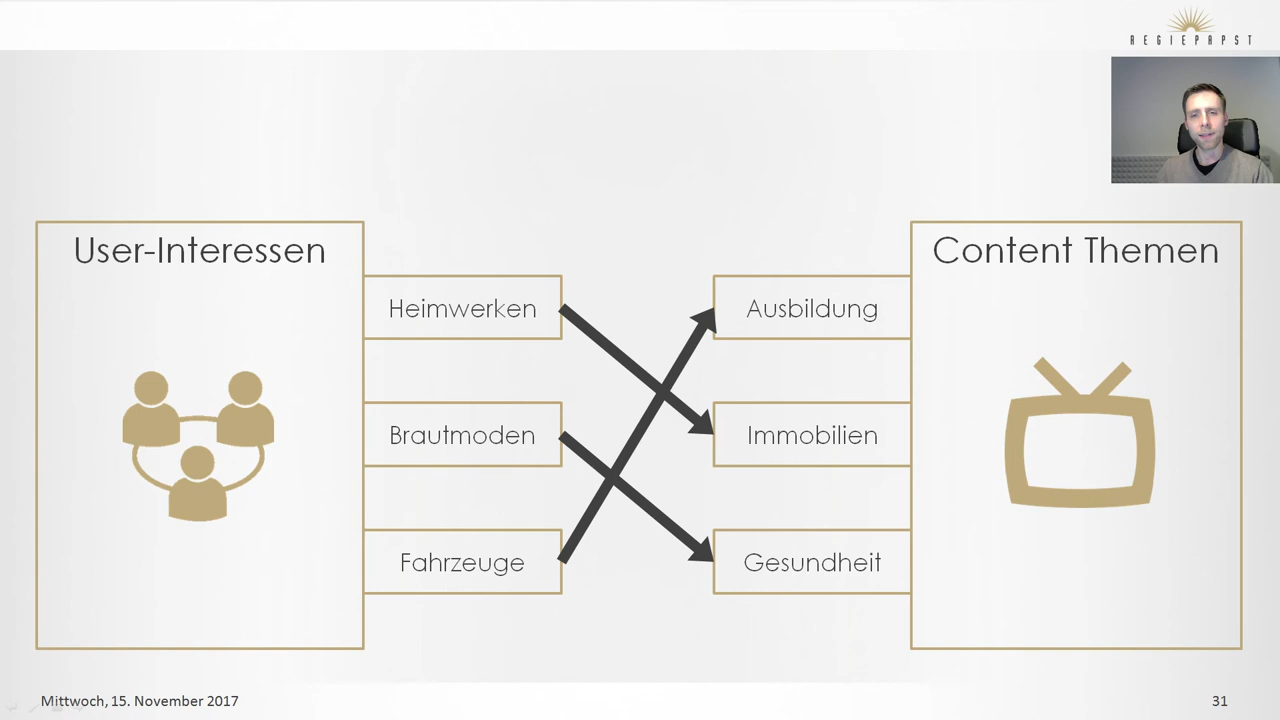 REGIEPAPST
User-Interessen
Content Themen
Heimwerken
Ausbildung
Brautmoden
Immobilien
Fahrzeuge
Gesundheit
Mittwoch, 15. November 2017
31